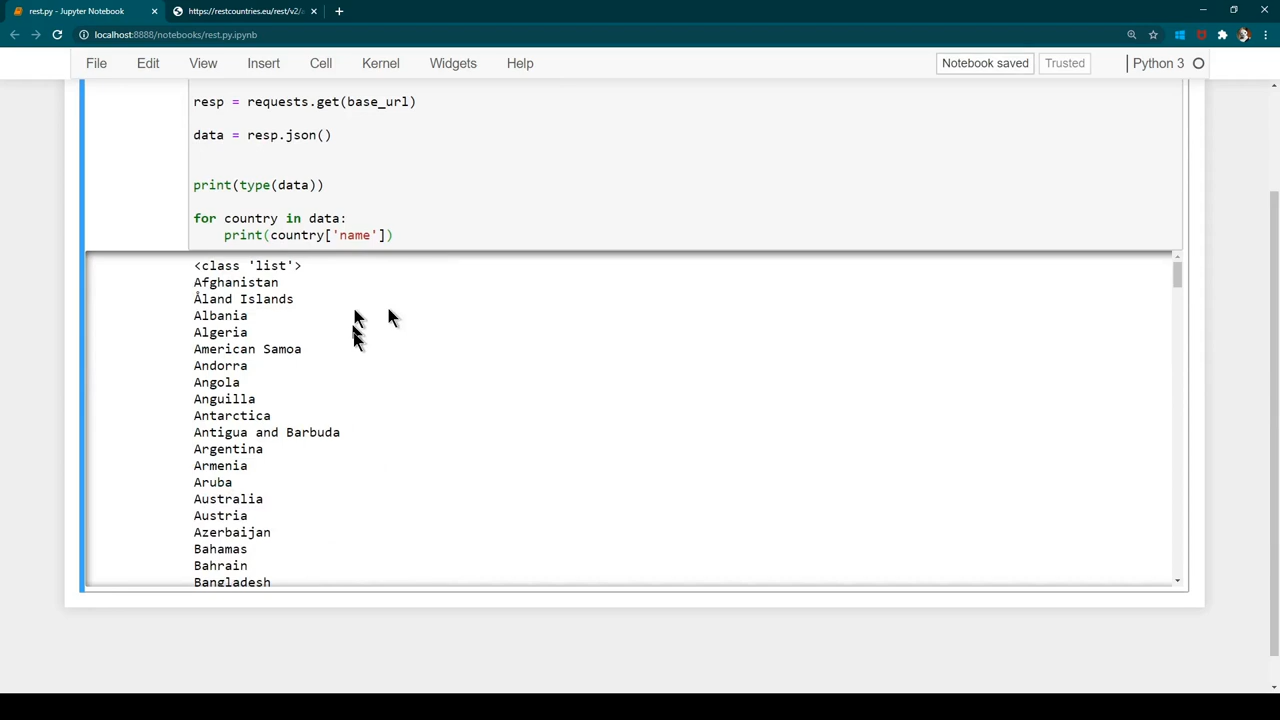 rest.py - Jupyter Notebook
https://restcountries.eu/rest/v2/
localhost:8888/notebooks/rest.py.ipynb
File Edit View Insert Cell Kernel Widgets Help Notebook saved Trusted Python 3
resp = requests.get(base_url)
data = resp.json()
print(type(data))
for country in data:
print(country['name'])
<class 'list'>
Afghanistan
Åland Islands
Albania
Algeria
American Samoa
Andorra
Angola
Anguilla
Antarctica
Antigua and Barbuda
Argentina
Armenia
Aruba
Australia
Austria
Azerbaijan
Bahamas
Bahrain
Bangladesh